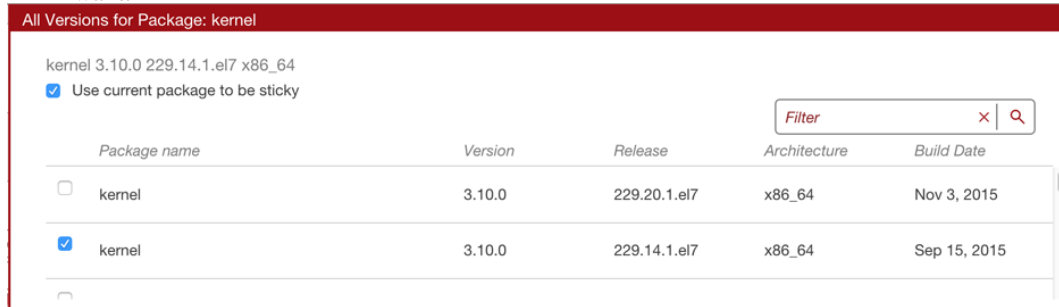 All Versions for Package: kernel
kernel 3.10.0 229.14.1.el7 x86_64
Use current package to be sticky
Filter
Package name Version Release Architecture Build Date
kernel 3.10.0 229.20.1.el7 x86_64 Nov 3, 2015
kernel 3.10.0 229.14.1.el7 x86_64 Sep 15, 2015